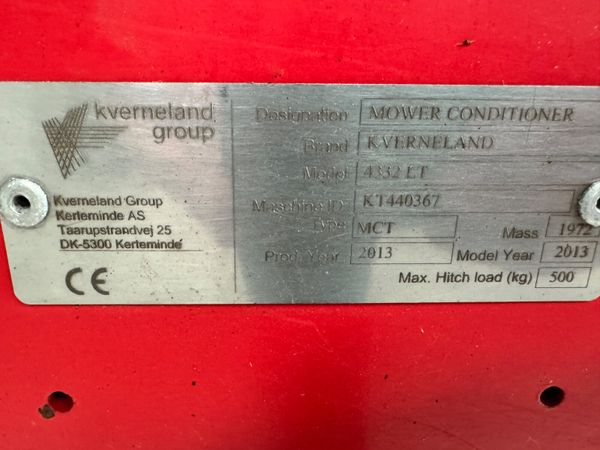 kverneland
group
Kverneland Group
Kerteminde AS
Taarupstrandvej 25
DK-5300 Kerteminde
CE
Designation MOWER CONDITIONER
Brand KVERNELAND
Model 4332 LT
Maschine ID. KT440367
Type MCT Mass 1972
Prod. Year 2013 Model Year 2013
Max. Hitch load (kg) 500